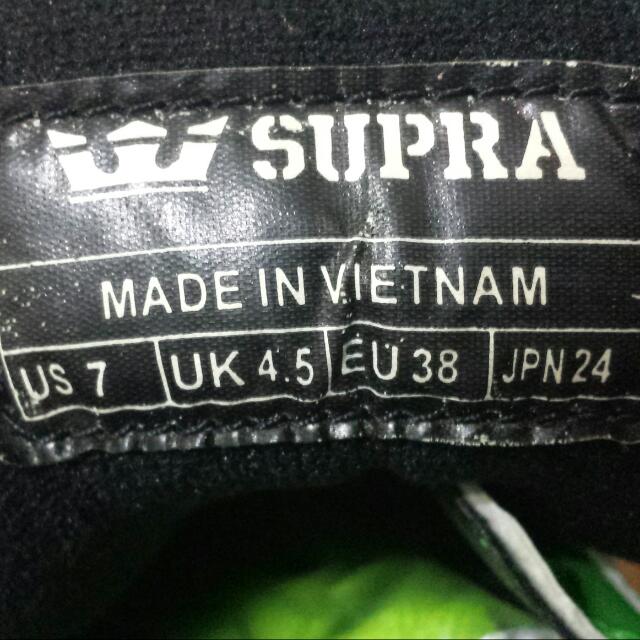 SUPRA
MADE IN VIETNAM
US 7 UK 4.5 EU 38 JPN 24